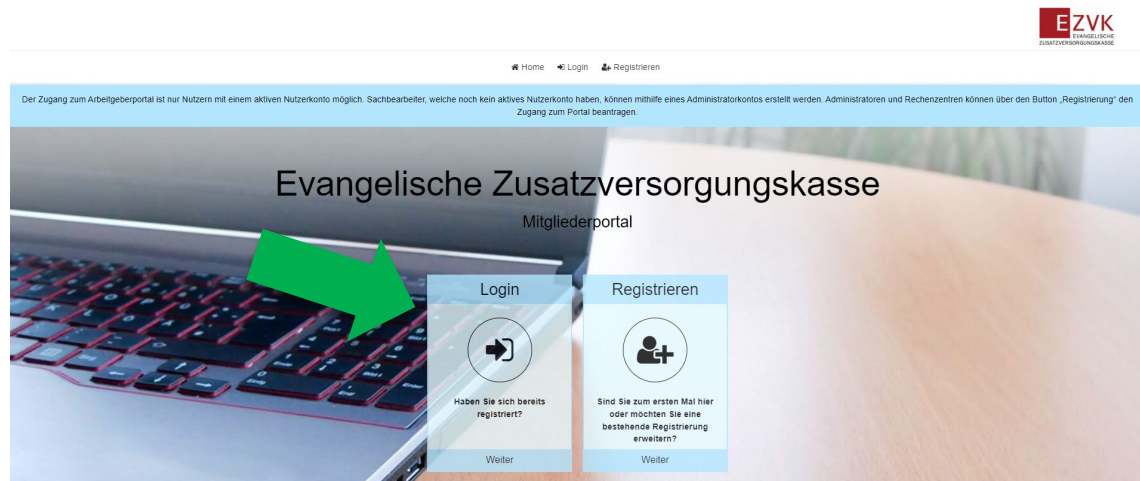 EZVK
EVANGELISCHE
ZUSATZVERSORGUNGSKASSE
Home Login Registrieren
Der Zugang zum Arbeitgeberportal ist nur Nutzern mit einem aktiven Nutzerkonto möglich. Sachbearbeiter, welche noch kein aktives Nutzerkonto haben, können mithilfe eines Administratorkontos erstellt werden. Administratoren und Rechenzentren können über den Button „Registrierung" den
Zugang zum Portal beantragen.
Evangelische Zusatzversorgungskasse
Mitgliederportal
Login
Haben Sie sich bereits
registriert?
Weiter
Registrieren
Sind Sie zum ersten Mal hier
oder möchten Sie eine
bestehende Registrierung
erweitern?
Weiter